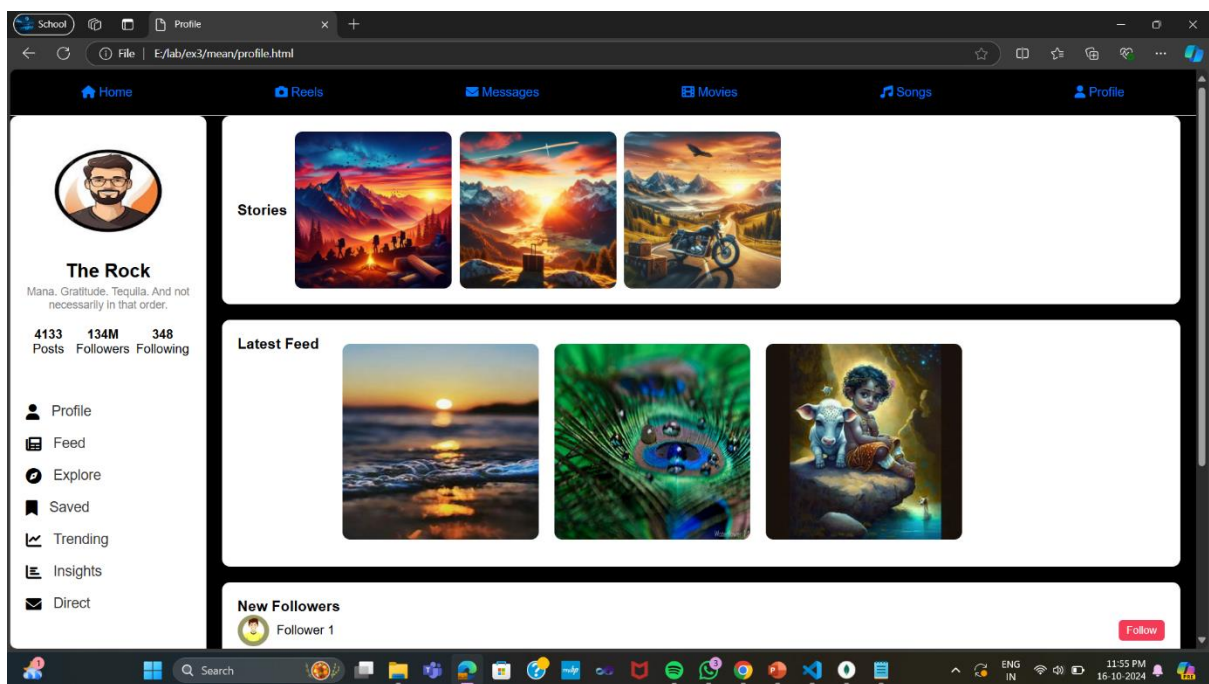 School
Profile
File | E:/lab/ex3/mean/profile.html
Home Reels Messages Movies Songs Profile
The Rock
Mana. Gratitude. Tequila. And not
necessarily in that order.
4133 134M 348
Posts Followers Following
Profile
Feed
Explore
Saved
Trending
Insights
Direct
Stories
Latest Feed
New Followers
Follower 1
Follow
Search
ENG
IN
11:55 PM
16-10-2024